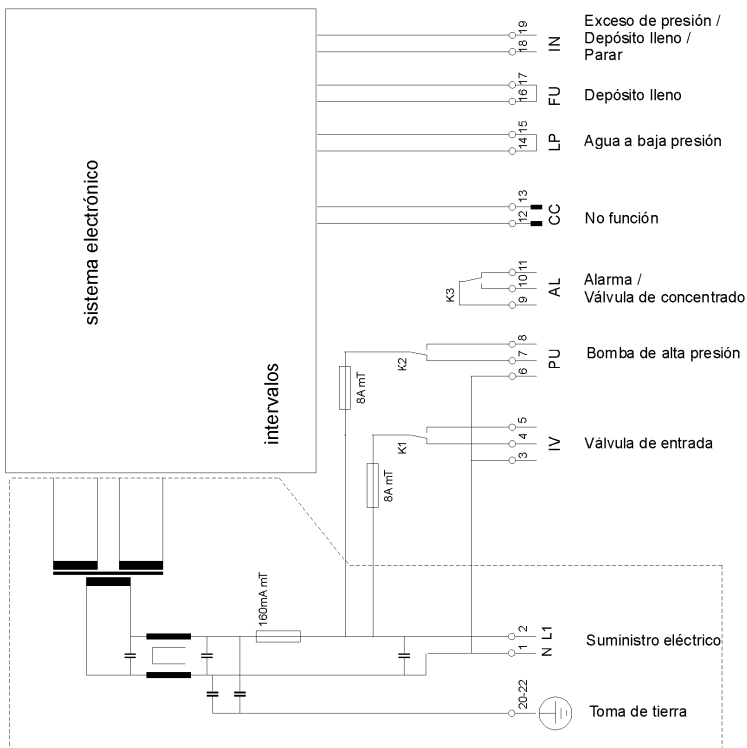 19
18
IN
Exceso de presión /
Depósito lleno /
Parar
17
16
FU
Depósito lleno
15
14
LP
Agua a baja presión
sistema electrónico
13
12
CC
No función
11
10
9
K3
AL
Alarma /
Válvula de concentrado
8
7
6
K2
PU
Bomba de alta presión
8A mT
intervalos
5
4
3
K1
IV
Válvula de entrada
8A mT
160mA mT
2
L1
1
N
Suministro eléctrico
20-22
Toma de tierra